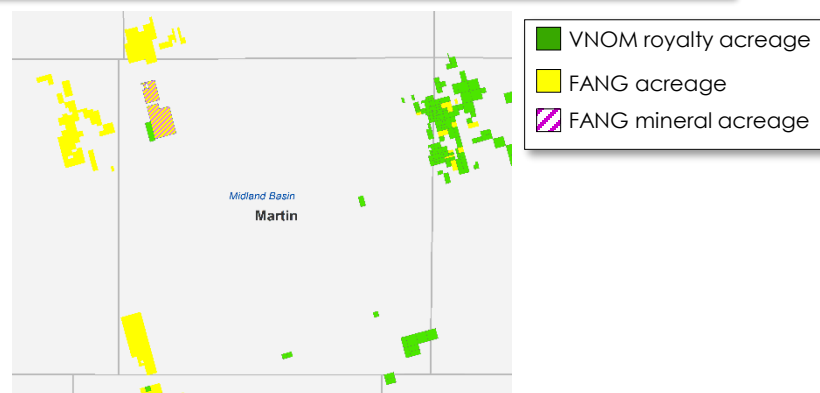 VNOM royalty acreage
FANG acreage
FANG mineral acreage
Midland Basin
Martin